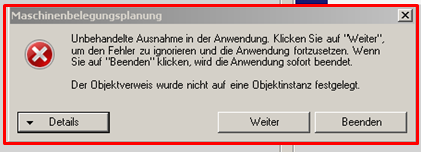 Maschinenbelegungsplanung
Unbehandelte Ausnahme in der Anwendung. Klicken Sie auf "Weiter",
um den Fehler zu ignorieren und die Anwendung fortzusetzen. Wenn
Sie auf "Beenden" klicken, wird die Anwendung sofort beendet.
Der Objektverweis wurde nicht auf eine Objektinstanz festgelegt.
Details
Weiter
Beenden